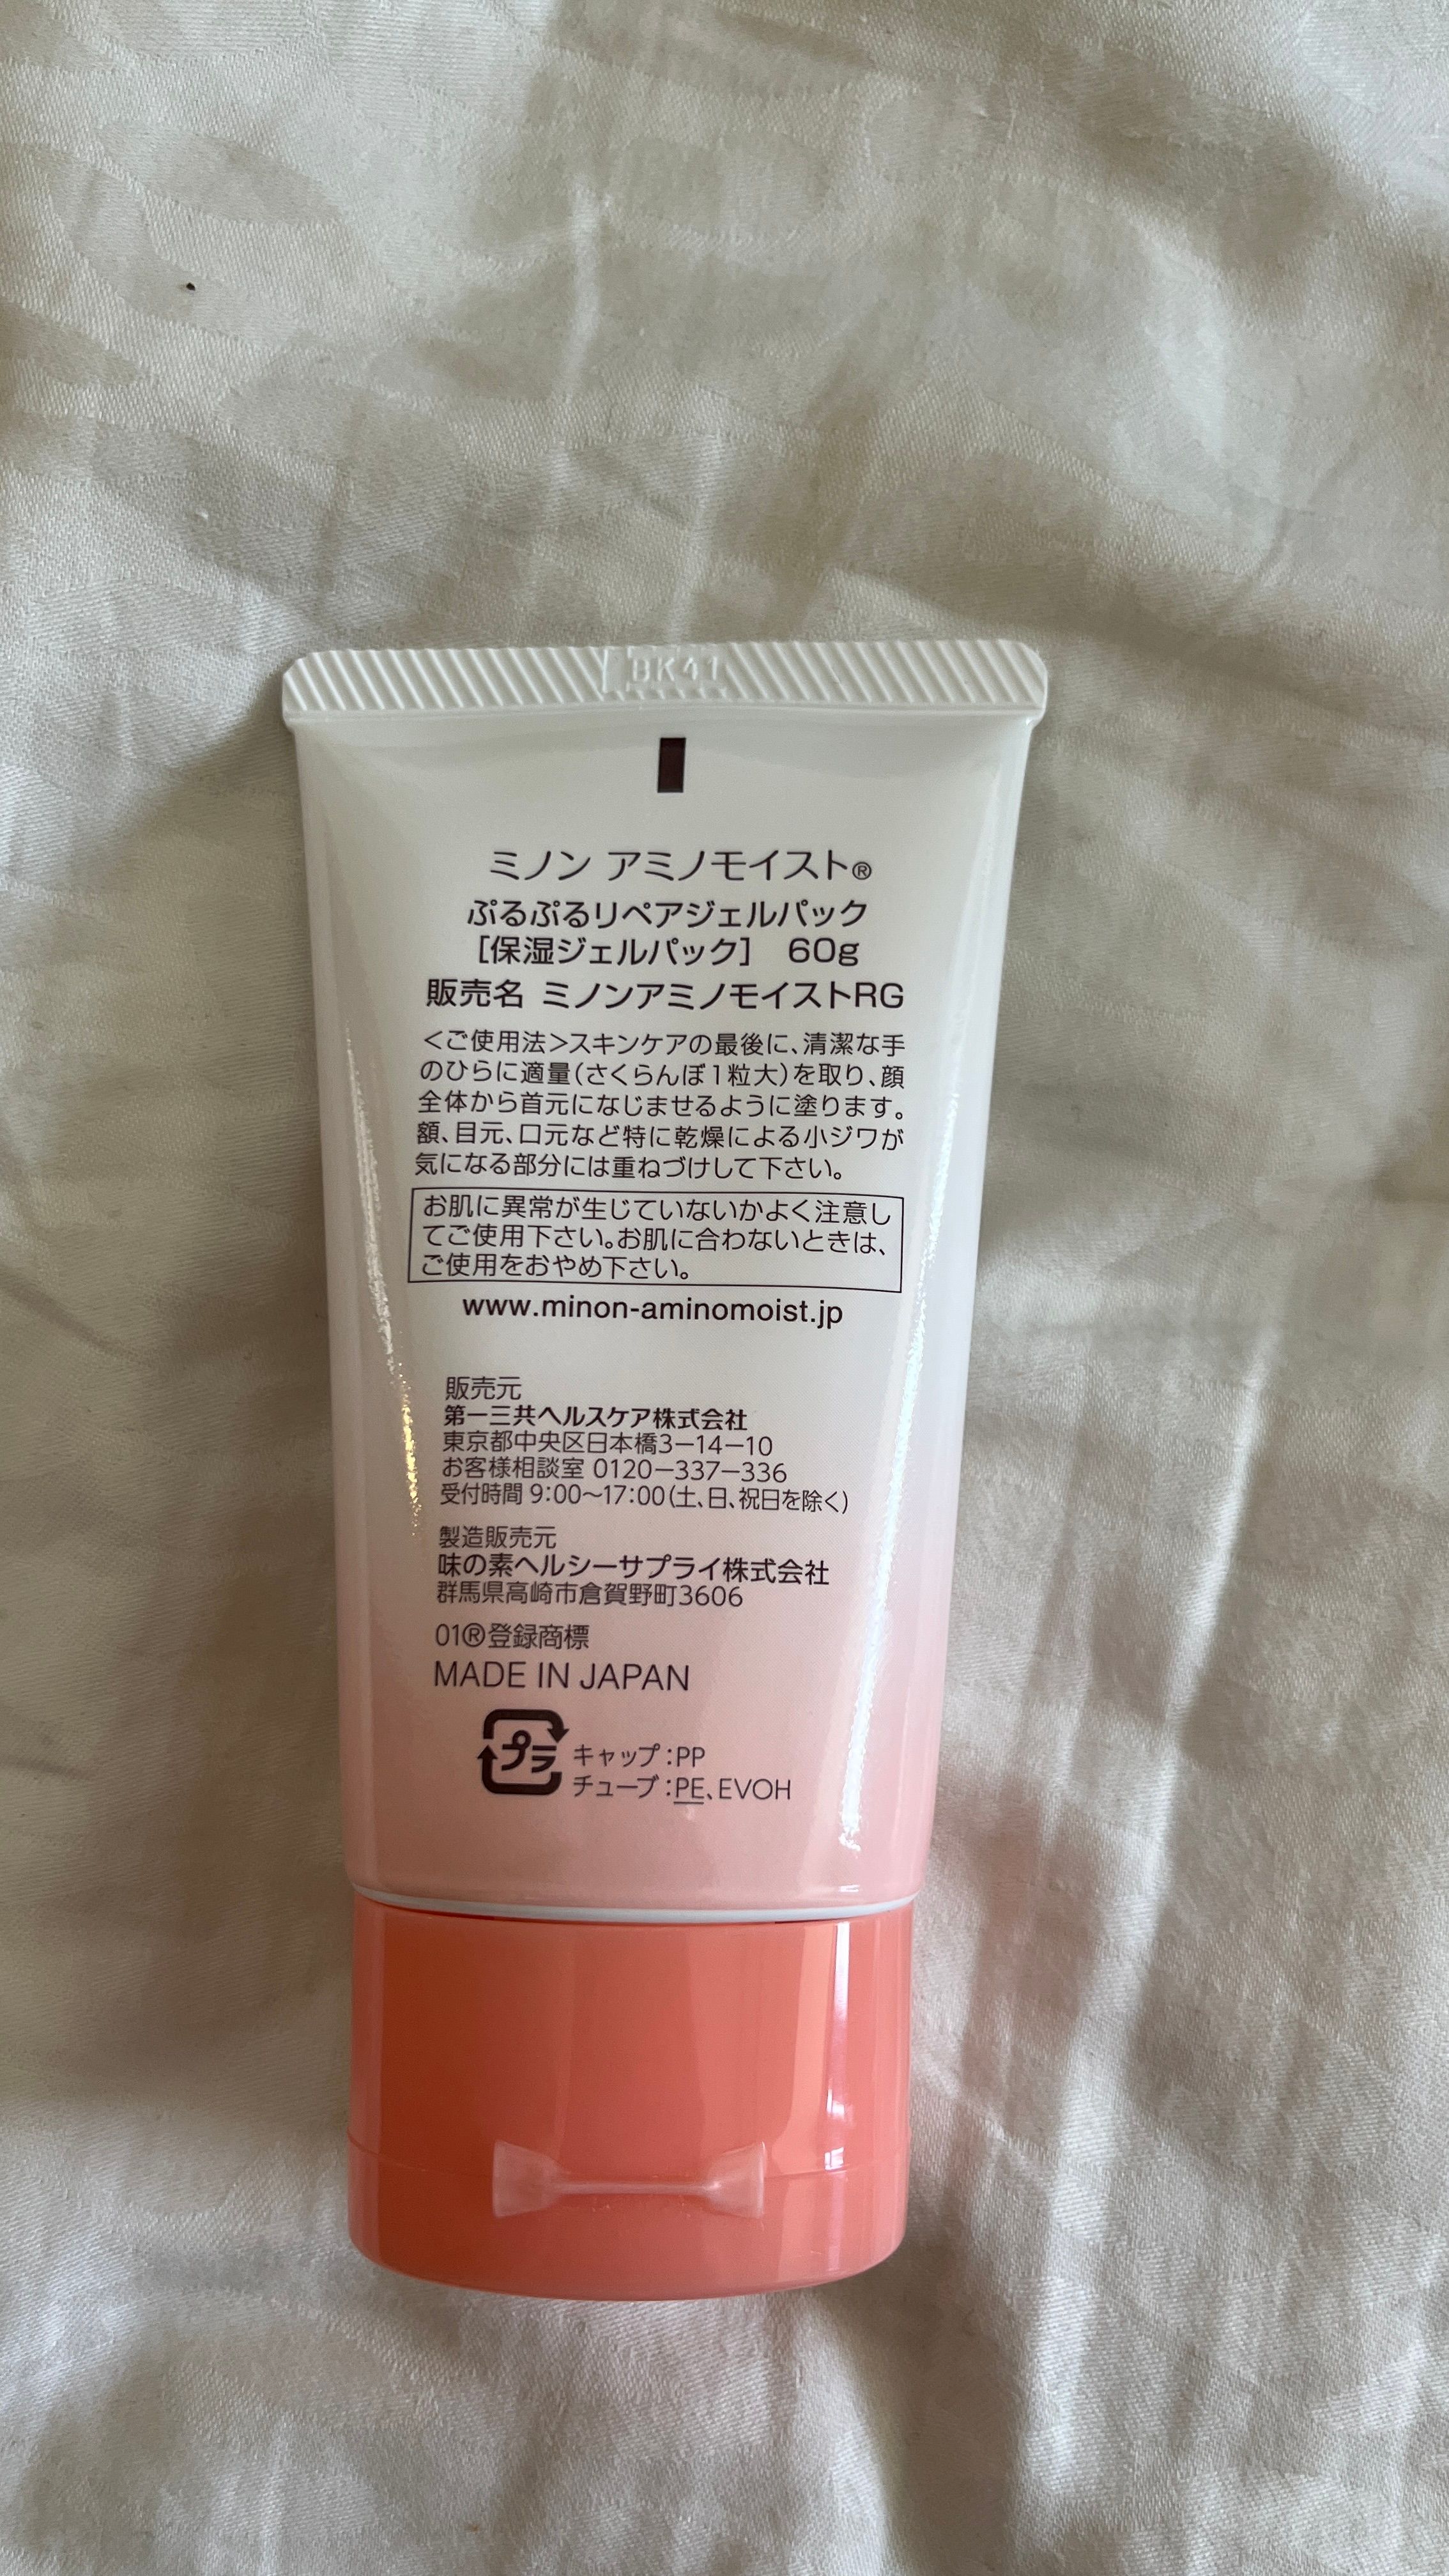 BK41
ミノン アミノモイスト®
ぷるぷるリペアジェルパック
[保湿ジェルパック] 60g
販売名 ミノンアミノモイストRG
＜ご使用法＞スキンケアの最後に、清潔な手
のひらに適量(さくらんぼ1粒大)を取り、顔
全体から首元になじませるように塗ります。
額、目元、口元など特に乾燥による小ジワが
気になる部分には重ねづけして下さい。
お肌に異常が生じていないかよく注意し
てご使用下さい。お肌に合わないときは、
ご使用をおやめ下さい。
www.minon-aminomoist.jp
販売元
第一三共ヘルスケア株式会社
東京都中央区日本橋3－14－10
お客様相談室 0120－337－336
受付時間 9:00〜17:00(土、日、祝日を除く)
製造販売元
味の素ヘルシーサプライ株式会社
群馬県高崎市倉賀野町3606
01®登録商標
MADE IN JAPAN
プラ キャップ:PP
チューブ:PE、EVOH